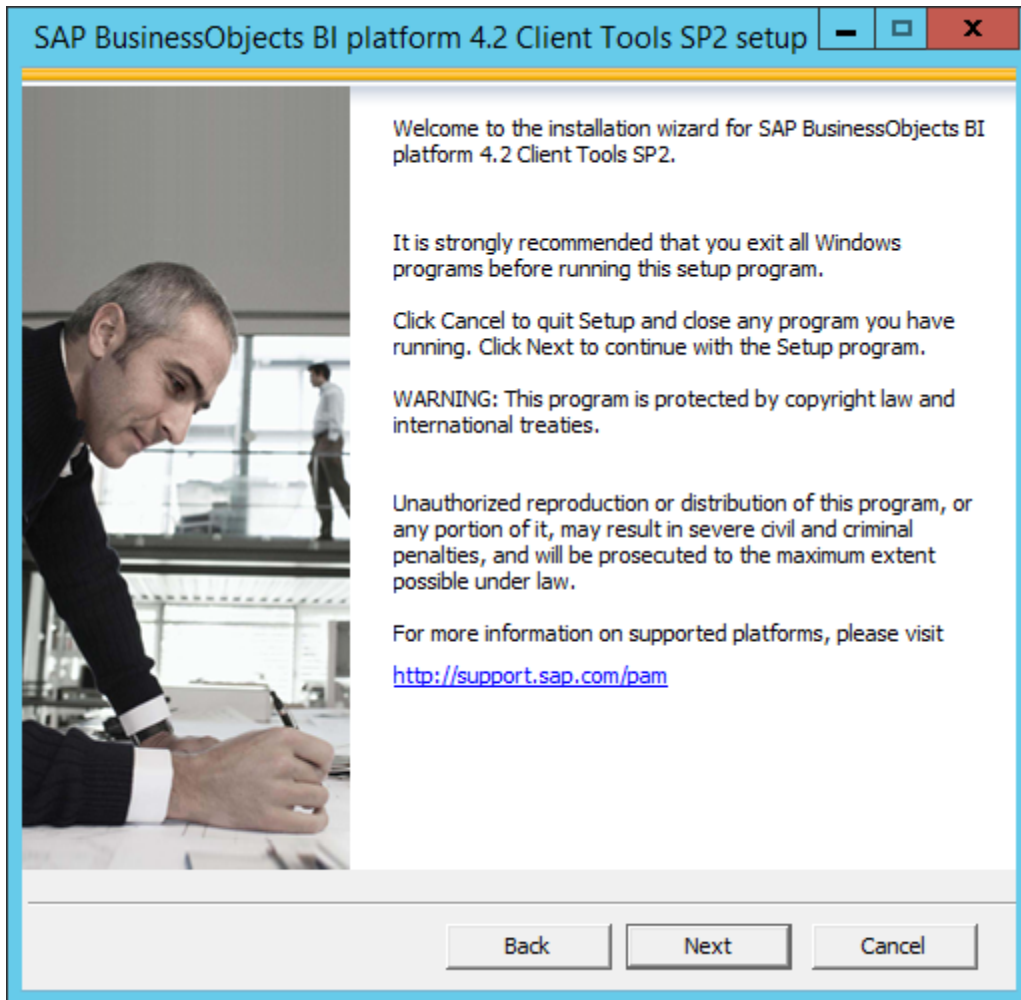 SAP BusinessObjects BI platform 4.2 Client Tools SP2 setup
Welcome to the installation wizard for SAP BusinessObjects BI
platform 4.2 Client Tools SP2.
It is strongly recommended that you exit all Windows
programs before running this setup program.
Click Cancel to quit Setup and close any program you have
running. Click Next to continue with the Setup program.
WARNING: This program is protected by copyright law and
international treaties.
Unauthorized reproduction or distribution of this program, or
any portion of it, may result in severe civil and criminal
penalties, and will be prosecuted to the maximum extent
possible under law.
For more information on supported platforms, please visit
http://support.sap.com/pam
Back
Next
Cancel